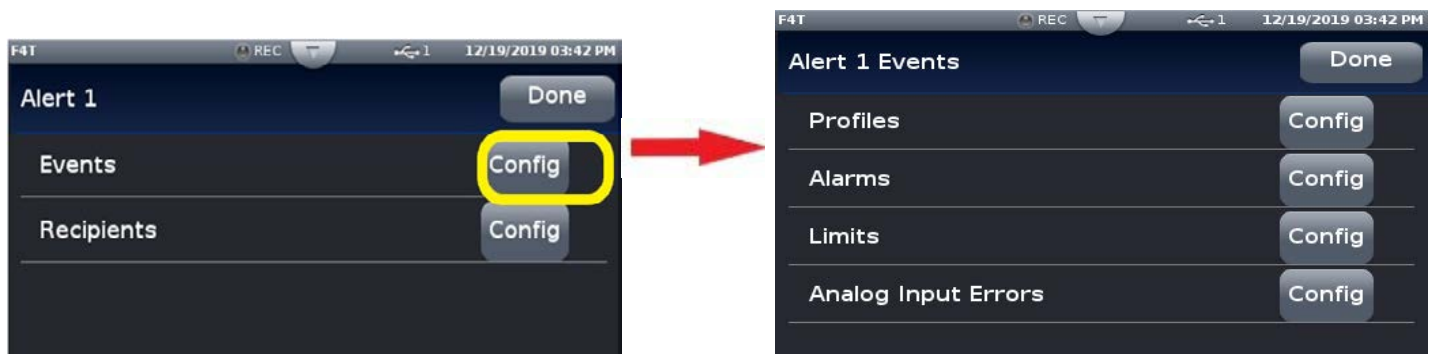 F4T REC 1 12/19/2019 03:42 PM
Alert 1 Done
Events Config
Recipients Config
F4T REC 1 12/19/2019 03:42 PM
Alert 1 Events Done
Profiles Config
Alarms Config
Limits Config
Analog Input Errors Config